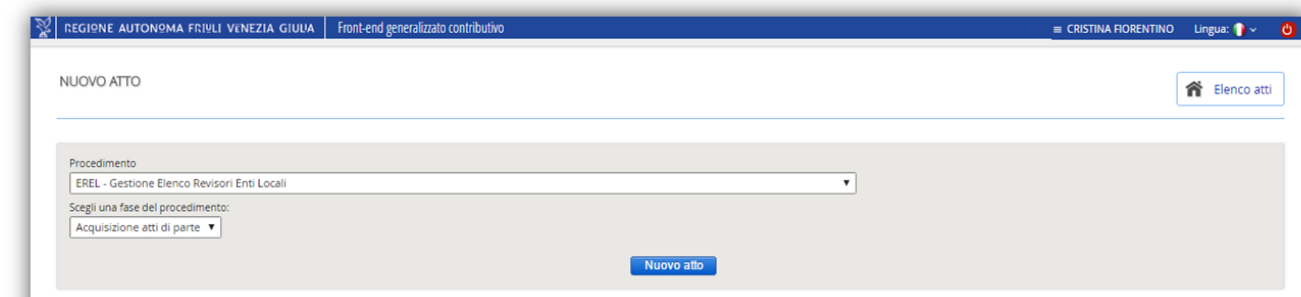 REGIONE AUTONOMA FRIULI VENEZIA GIULIA Front-end generalizzato contributivo ≡ CRISTINA FIORENTINO Lingua:
NUOVO ATTO
Elenco atti
Procedimento
EREL - Gestione Elenco Revisori Enti Locali
Scegli una fase del procedimento:
Acquisizione atti di parte
Nuovo atto